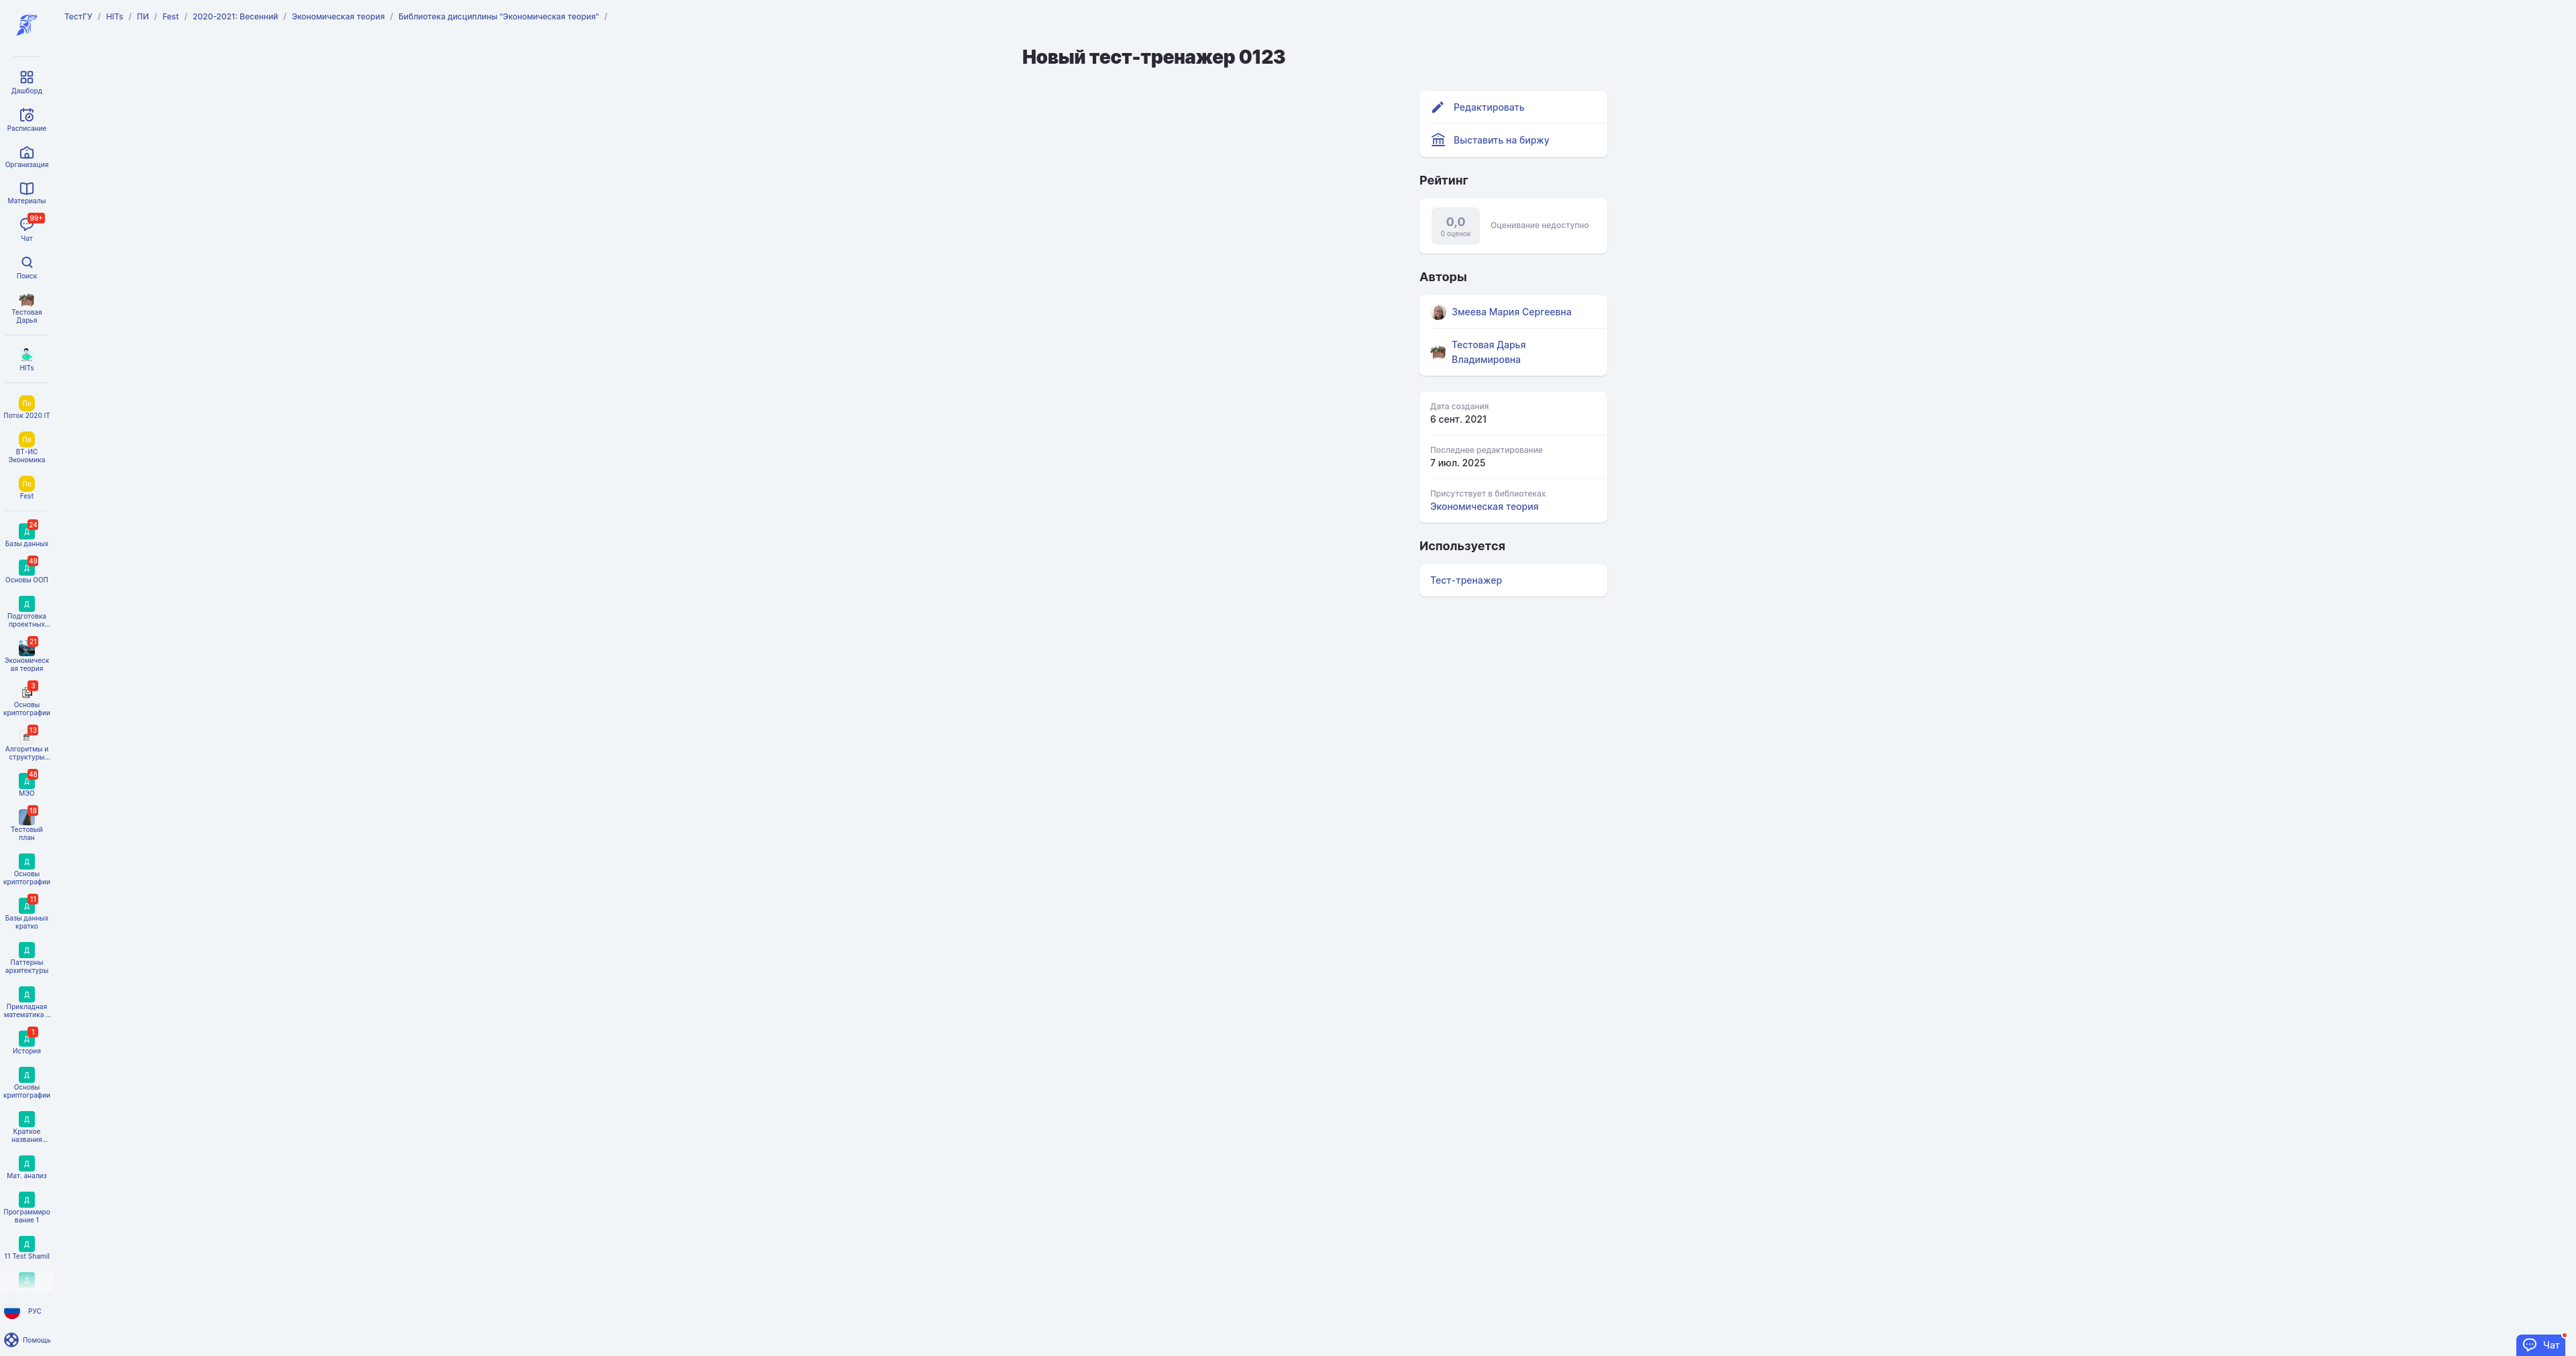 ТестГУ / HITs / ПИ / Fest / 2020-2021: Весенний / Экономическая теория / Библиотека дисциплины "Экономическая теория" /
Новый тест-тренажер 0123
Дашборд
Расписание
Организация
Материалы
99+
Чат
Поиск
Тестовая
Дарья
HITs
По
Поток 2020 IT
По
ВТ-ИС
Экономика
По
Fest
24
Д
Базы данных
49
Д
Основы ООП
Д
Подготовка
проектных...
21
Экономическ
ая теория
3
Основы
криптографии
13
Алгоритмы и
структуры...
48
Д
МЭО
18
Тестовый
план
Д
Основы
криптографии
11
Д
Базы данных
кратко
Д
Паттерны
архитектуры
Д
Прикладная
математика ...
1
Д
История
Д
Основы
криптографии
Д
Краткое
названия...
Д
Мат. анализ
Д
Программиро
вание 1
Д
11 Test Shamil
Д
РУС
Помощь
Редактировать
Выставить на биржу
Рейтинг
0,0
0 оценок
Оценивание недоступно
Авторы
Змеева Мария Сергеевна
Тестовая Дарья
Владимировна
Дата создания
6 сент. 2021
Последнее редактирование
7 июл. 2025
Присутствует в библиотеках
Экономическая теория
Используется
Тест-тренажер
Чат